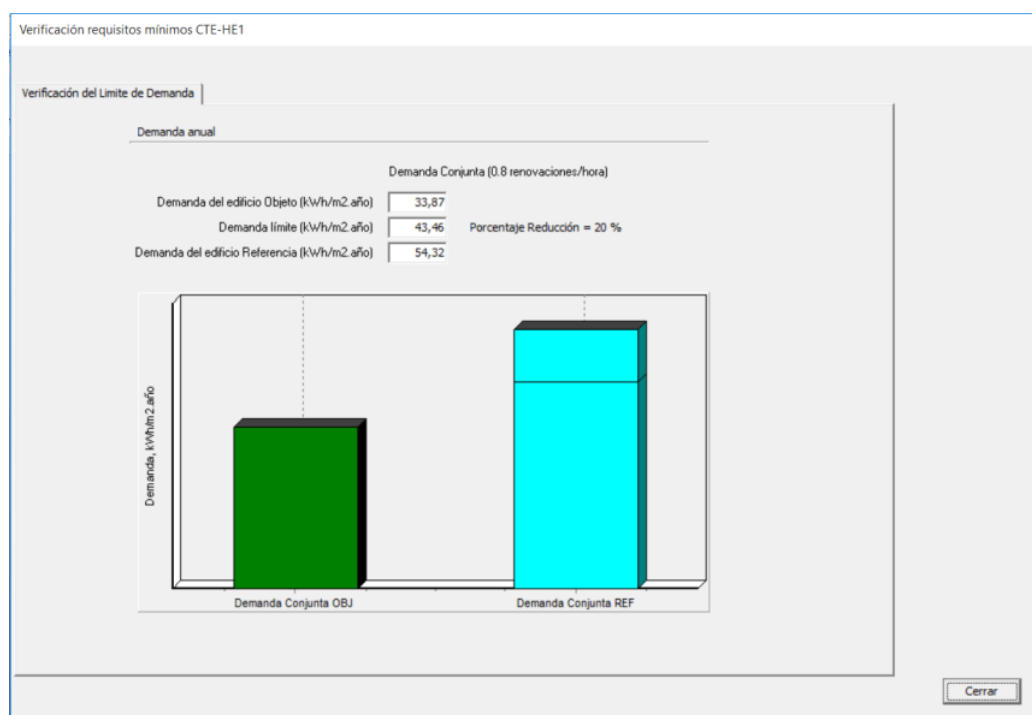 Verificación requisitos mínimos CTE-HE1
Verificación del Limite de Demanda
Demanda anual
Demanda Conjunta (0.8 renovaciones/hora)
Demanda del edificio Objeto (kWh/m2.año) 33,87
Demanda límite (kWh/m2.año) 43,46 Porcentaje Reducción = 20 %
Demanda del edificio Referencia (kWh/m2.año) 54,32
Demanda, kWh/m2.año
Demanda Conjunta OBJ Demanda Conjunta REF
Cerrar